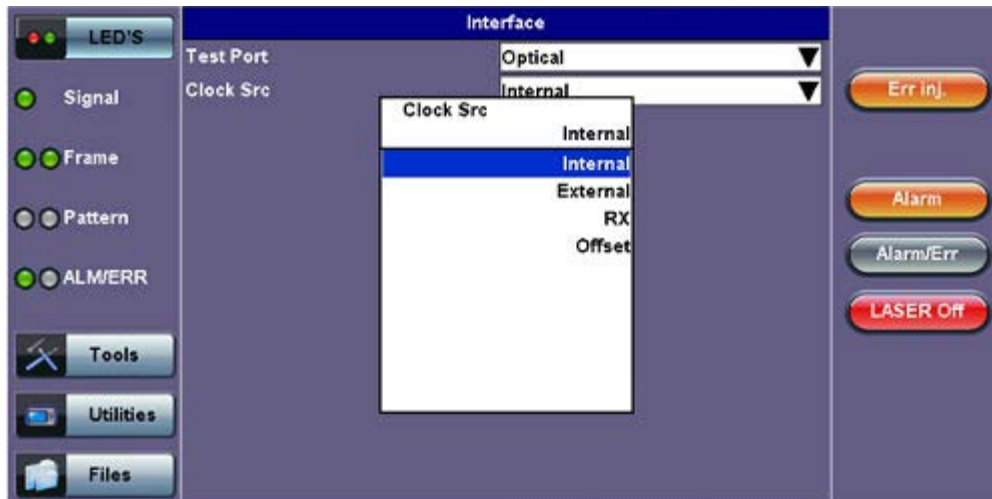 LED'S
Signal
Frame
Pattern
ALM/ERR
Tools
Utilities
Files
Interface
Test Port
Optical
Clock Src
Internal
Clock Src
Internal
Internal
External
RX
Offset
Err inj.
Alarm
Alarm/Err
LASER Off